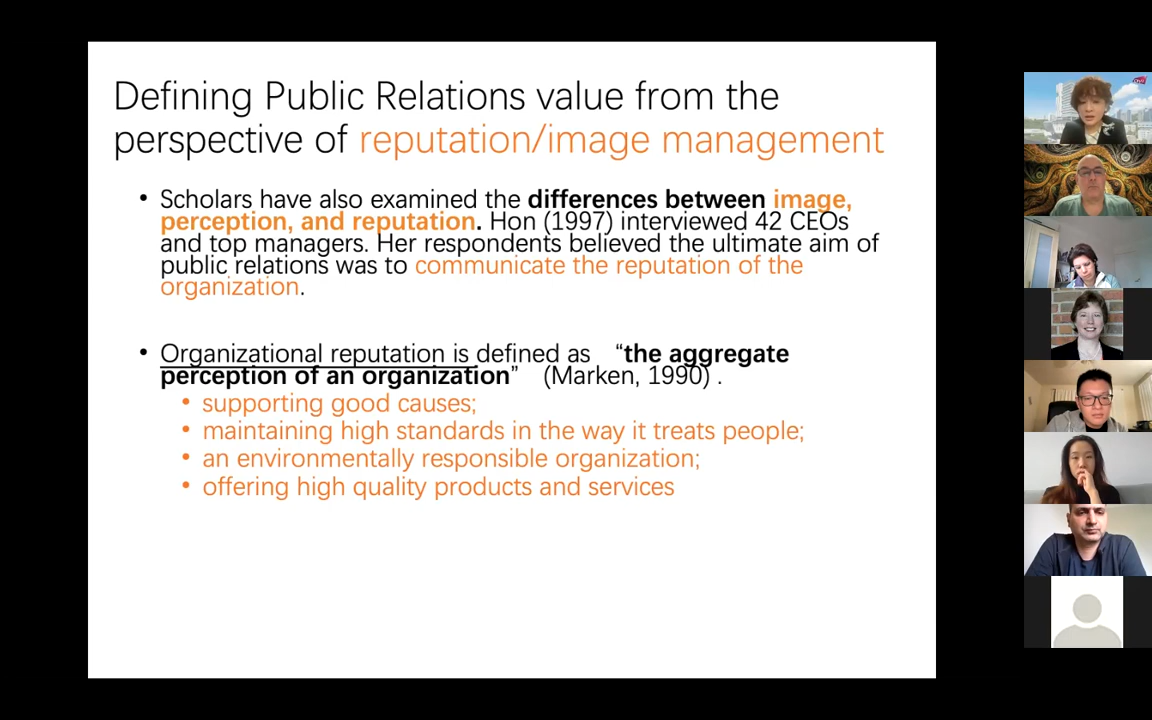 Defining Public Relations value from the
perspective of reputation/image management
• Scholars have also examined the differences between image,
perception, and reputation. Hon (1997) interviewed 42 CEOs
and top managers. Her respondents believed the ultimate aim of
public relations was to communicate the reputation of the
organization.
• Organizational reputation is defined as “the aggregate
perception of an organization” (Marken, 1990) .
• supporting good causes;
• maintaining high standards in the way it treats people;
• an environmentally responsible organization;
• offering high quality products and services